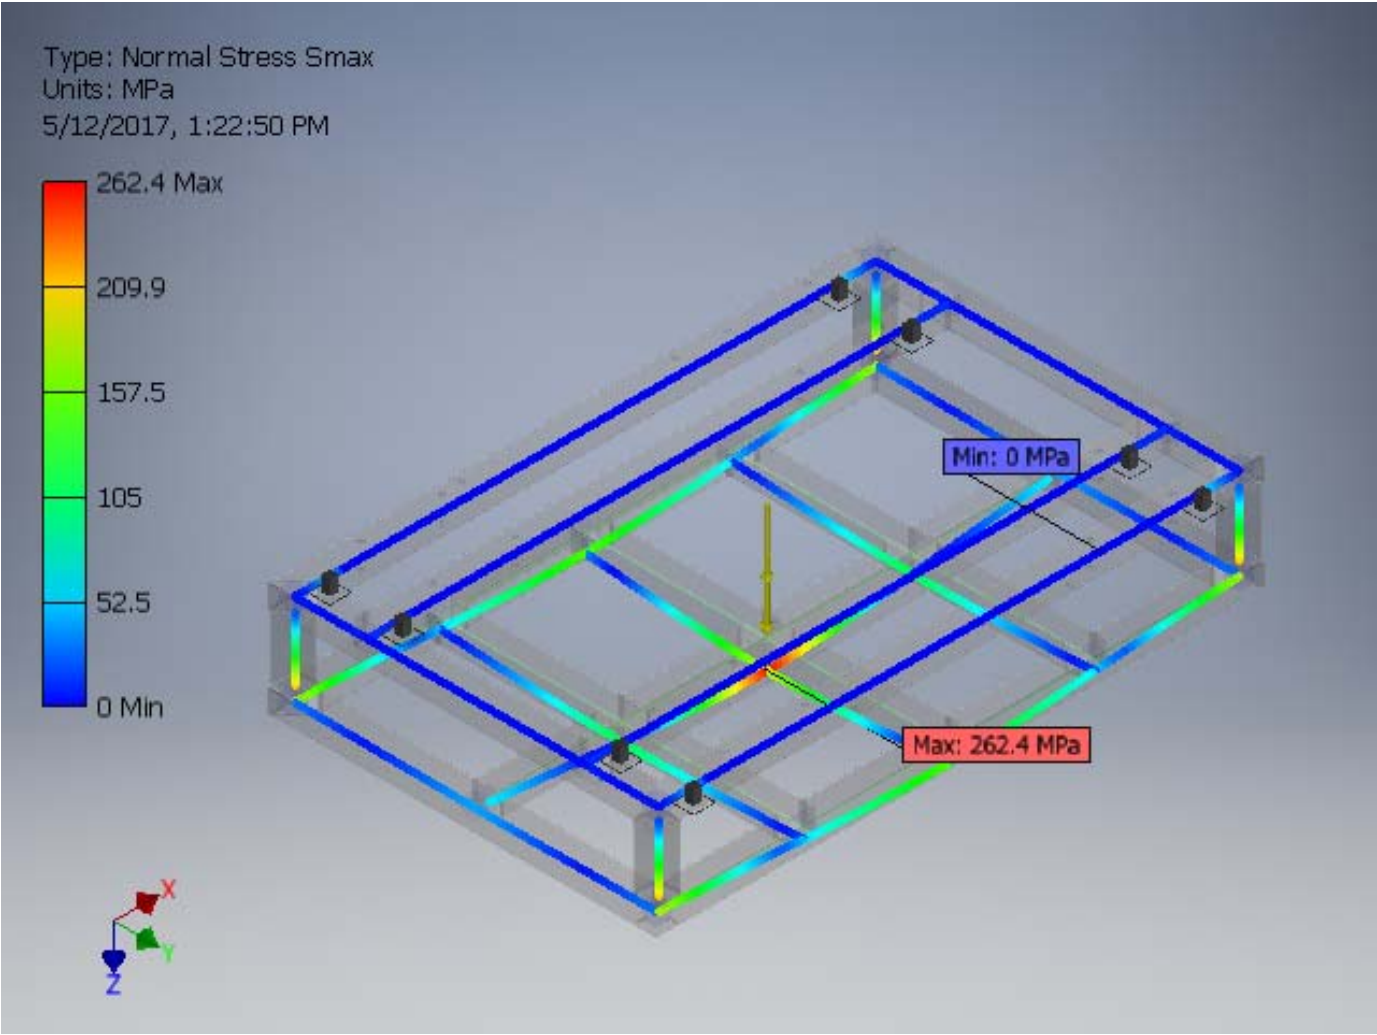 Type: Normal Stress Smax
Units: MPa
5/12/2017, 1:22:50 PM
262.4 Max
209.9
157.5
105
52.5
0 Min
Min: 0 MPa
Max: 262.4 MPa
X
Y
Z